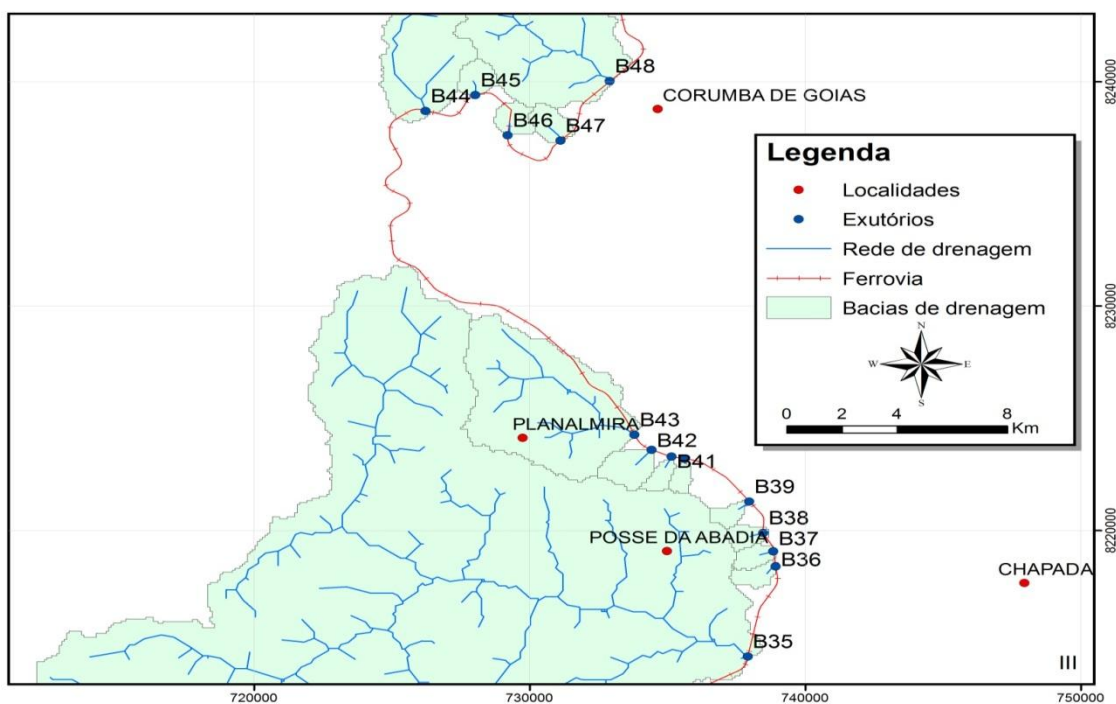 B48
B45
B44
CORUMBA DE GOIAS
B46
B47
8240000
Legenda
Localidades
Exutórios
Rede de drenagem
Ferrovia
Bacias de drenagem
N
W
E
S
0 2 4 8
Km
8230000
B43
PLANALMIRA
B42
B41
B39
B38
8220000
POSSE DA ABADIA
B37
B36
CHAPADA
B35
III
720000 730000 740000 750000